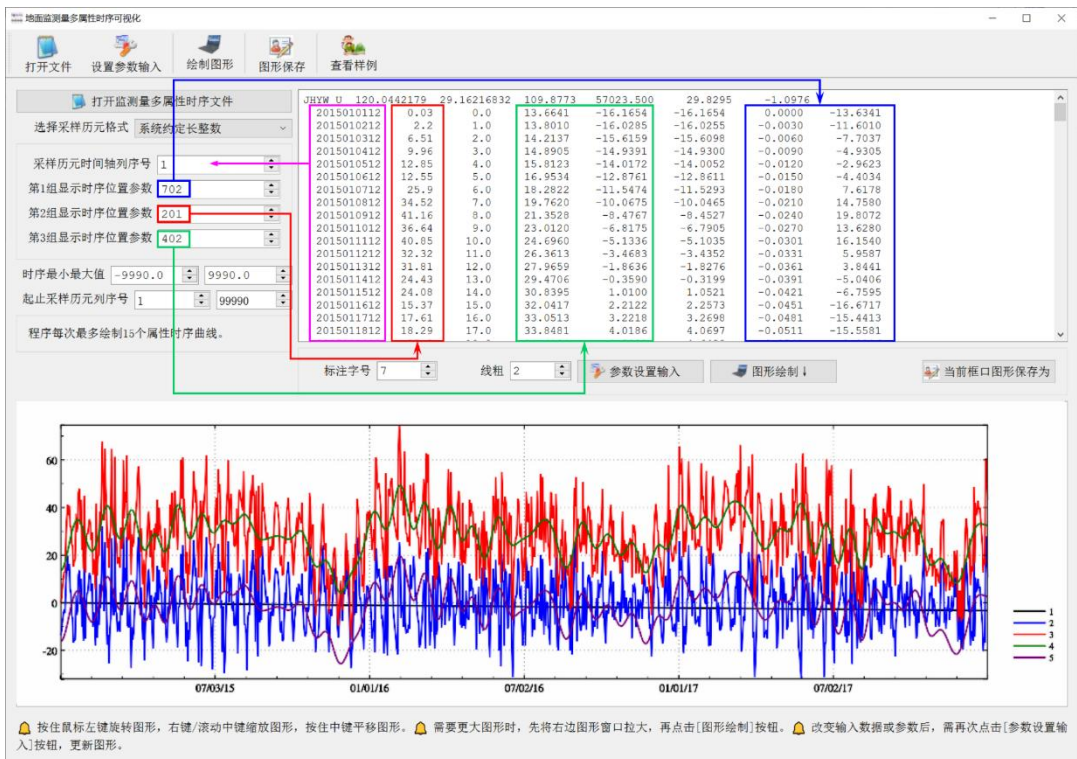 地面监测量多属性时序可视化
打开文件 设置参数输入 绘制图形 图形保存 查看样例
打开监测量多属性时序文件
选择采样历元格式 系统约定长整数
采样历元时间轴列序号 1
第1组显示时序位置参数 702
第2组显示时序位置参数 201
第3组显示时序位置参数 402
时序最小最大值 -9990.0 9990.0
起止采样历元列序号 1 99990
程序每次最多绘制15个属性时序曲线。
JHYW_U 120.0442179 29.16216832 109.8773 57023.500 29.8295 -1.0976
2015010112 0.03 0.0 13.6641 -16.1654 -16.1654 0.0000 -13.6341
2015010212 2.2 1.0 13.8010 -16.0285 -16.0255 -0.0030 -11.6010
2015010312 6.51 2.0 14.2137 -15.6159 -15.6098 -0.0060 -7.7037
2015010412 9.96 3.0 14.8905 -14.9391 -14.9300 -0.0090 -4.9305
2015010512 12.85 4.0 15.8123 -14.0172 -14.0052 -0.0120 -2.9623
2015010612 12.55 5.0 16.9534 -12.8761 -12.8611 -0.0150 -4.4034
2015010712 25.9 6.0 18.2822 -11.5474 -11.5293 -0.0180 7.6178
2015010812 34.52 7.0 19.7620 -10.0675 -10.0465 -0.0210 14.7580
2015010912 41.16 8.0 21.3528 -8.4767 -8.4527 -0.0240 19.8072
2015011012 36.64 9.0 23.0120 -6.8175 -6.7905 -0.0270 13.6280
2015011112 40.85 10.0 24.6960 -5.1336 -5.1035 -0.0301 16.1540
2015011212 32.32 11.0 26.3613 -3.4683 -3.4352 -0.0331 5.9587
2015011312 31.81 12.0 27.9659 -1.8636 -1.8276 -0.0361 3.8441
2015011412 24.43 13.0 29.4706 -0.3590 -0.3199 -0.0391 -5.0406
2015011512 24.08 14.0 30.8395 1.0100 1.0521 -0.0421 -6.7595
2015011612 15.37 15.0 32.0417 2.2122 2.2573 -0.0451 -16.6717
2015011712 17.61 16.0 33.0513 3.2218 3.2698 -0.0481 -15.4413
2015011812 18.29 17.0 33.8481 4.0186 4.0697 -0.0511 -15.5581
标注字号 7 线粗 2 参数设置输入 图形绘制↓ 当前框口图形保存为
60
40
20
0
-20
07/03/15 01/01/16 07/02/16 01/01/17 07/02/17
1
2
3
4
5
按住鼠标左键旋转图形，右键/滚动中键缩放图形，按住中键平移图形。 需要更大图形时，先将右边图形窗口拉大，再点击[图形绘制]按钮。 改变输入数据或参数后，需再次点击[参数设置输
入]按钮，更新图形。